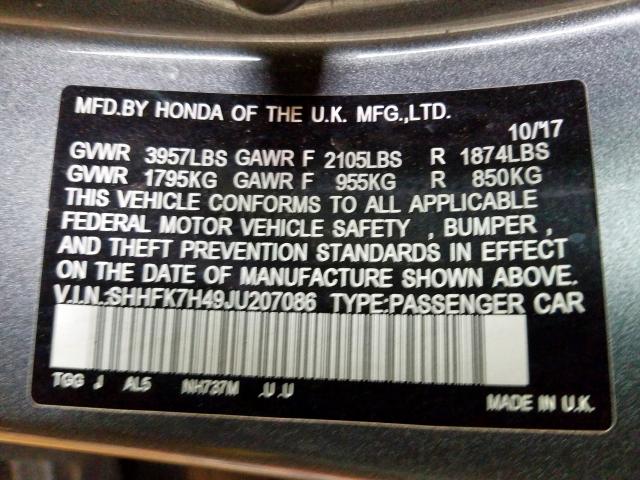 MFD.BY HONDA OF THE U.K. MFG.,LTD.
10/17
GVWR 3957LBS GAWR F 2105LBS R 1874LBS
GVWR 1795KG GAWR F 955KG R 850KG
THIS VEHICLE CONFORMS TO ALL APPLICABLE
FEDERAL MOTOR VEHICLE SAFETY , BUMPER ,
AND THEFT PREVENTION STANDARDS IN EFFECT
ON THE DATE OF MANUFACTURE SHOWN ABOVE.
V.I.N.:SHHFK7H49JU207086 TYPE:PASSENGER CAR
TGG J AL5 NH737M .U .U
MADE IN U.K.